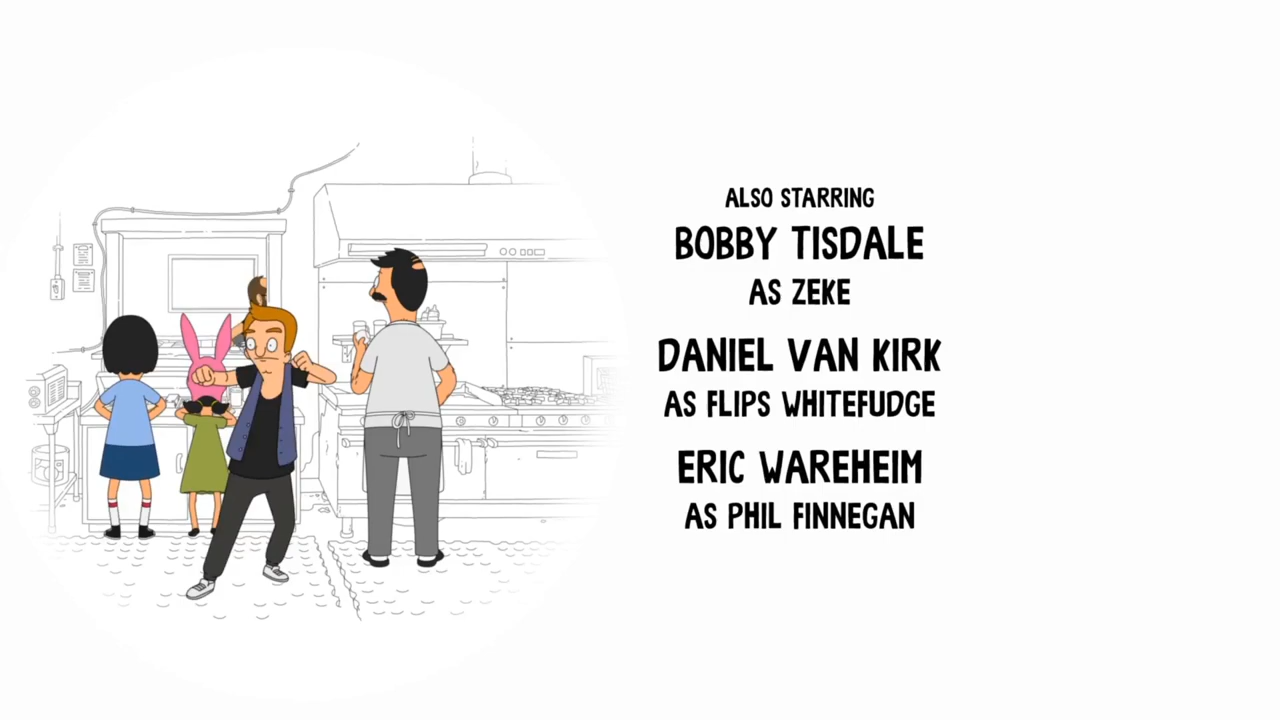 ALSO STARRING
BOBBY TISDALE
AS ZEKE
DANIEL VAN KIRK
AS FLIPS WHITEFUDGE
ERIC WAREHEIM
AS PHIL FINNEGAN